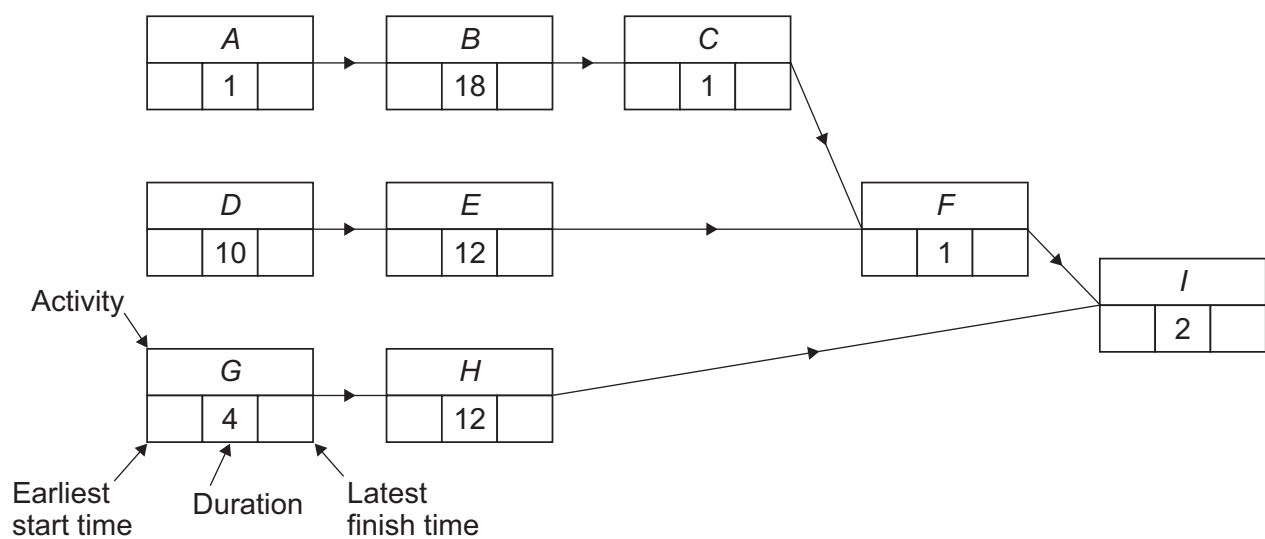 A B C
1 18 1
D E F
10 12 1
I
Activity
2
G H
4 12
Earliest
start time
Duration
Latest
finish time